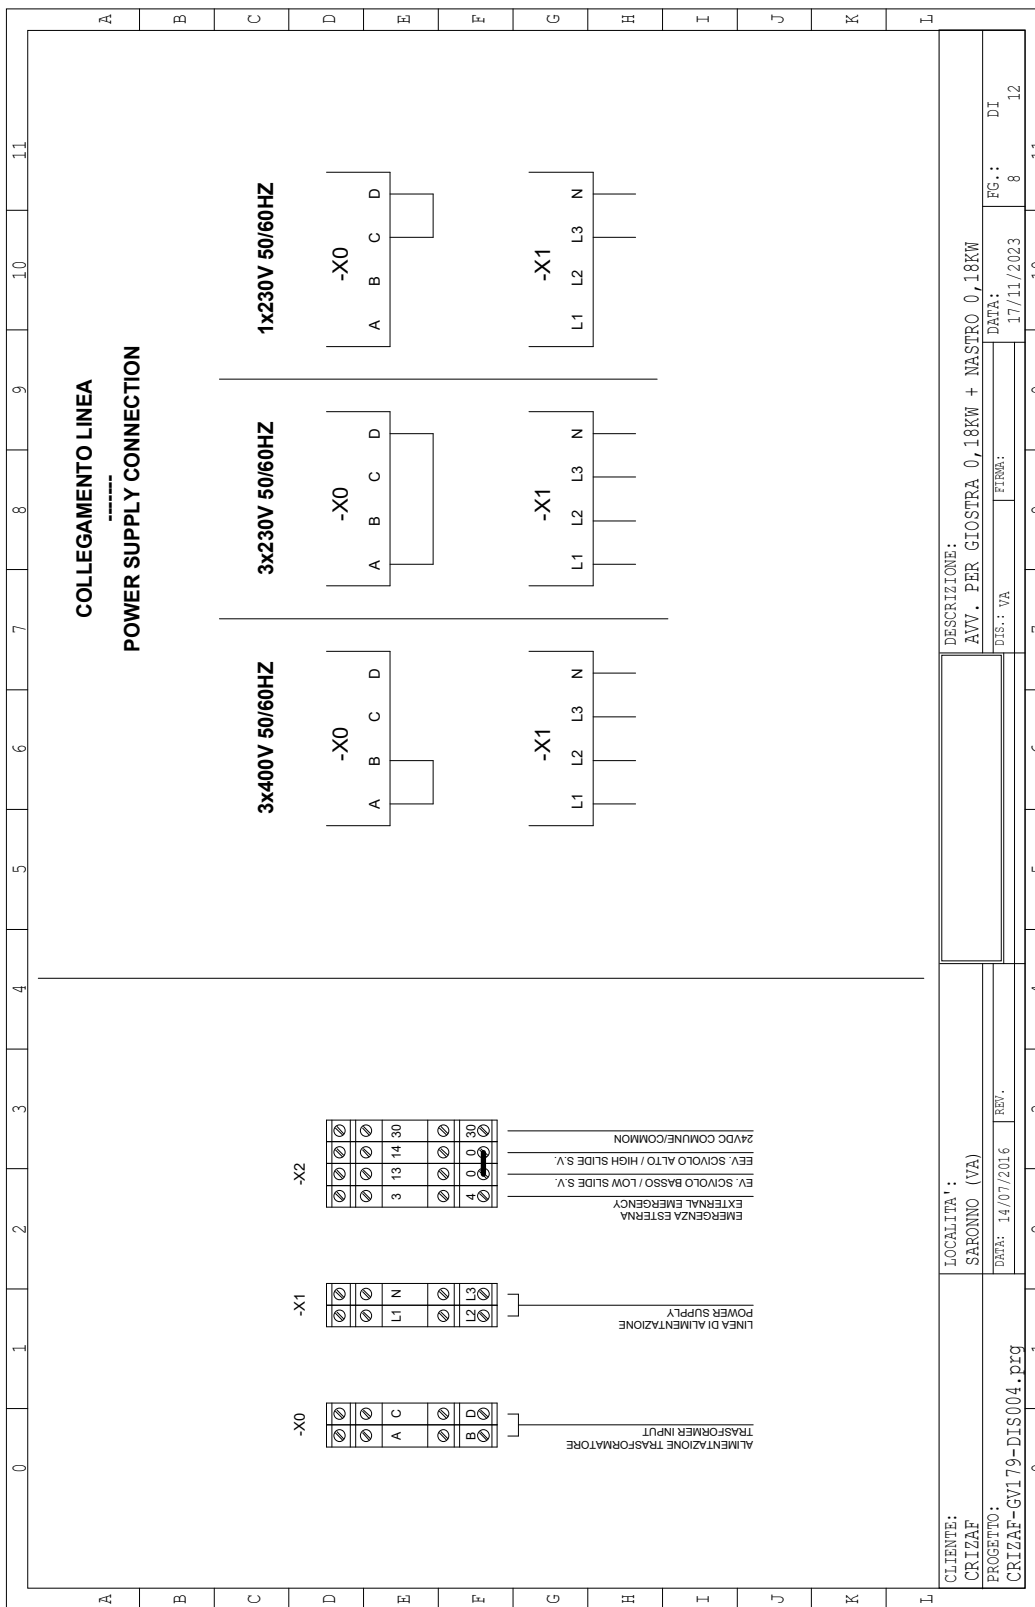 0 1 2 3 4 5 6 7 8 9 10 11
A A
B B
C C
D D
E E
F F
G G
H H
I I
J J
K K
L L
COLLEGAMENTO LINEA
-------
POWER SUPPLY CONNECTION
3x400V 50/60HZ
3x230V 50/60HZ
1x230V 50/60HZ
-X0
A B C D
-X0
A B C D
-X0
A B C D
-X1
L1 L2 L3 N
-X1
L1 L2 L3 N
-X1
L1 L2 L3 N
-X0
A C
B D
ALIMENTAZIONE TRASFORMATORE
TRASFORMER INPUT
-X1
L1 N
L2 L3
LINEA DI ALIMENTAZIONE
POWER SUPPLY
-X2
3 13 14 30
4 0 0 30
EMERGENZA ESTERNA
EXTERNAL EMERGENCY
EV. SCIVOLO BASSO / LOW SLIDE S.V.
EEV. SCIVOLO ALTO / HIGH SLIDE S.V.
24VDC COMUNE/COMMON
CLIENTE:
CRIZAF
LOCALITA':
SARONNO (VA)
DESCRIZIONE:
AVV. PER GIOSTRA 0,18KW + NASTRO 0,18KW
PROGETTO:
CRIZAF-GV179-DIS004.prg
DATA: 14/07/2016
REV.
DIS.: VA
FIRMA:
DATA:
17/11/2023
FG.: DI
8 12